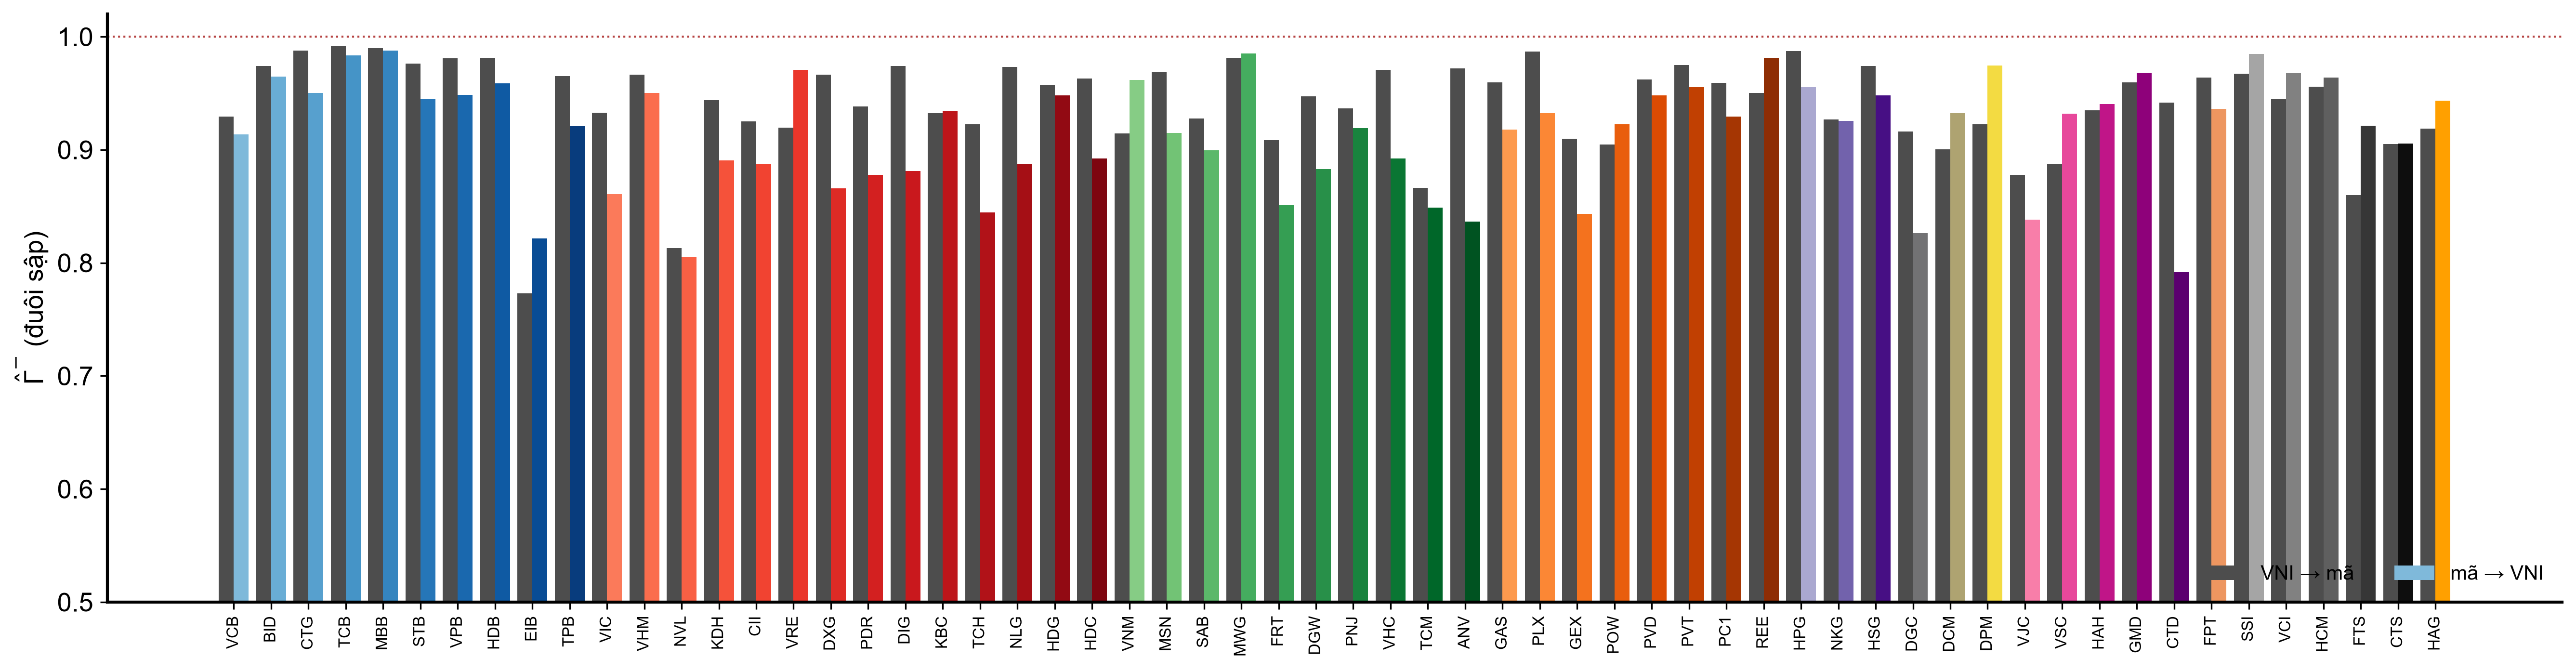 Γ̂⁻ (đuôi sập)
1.0
0.9
0.8
0.7
0.6
0.5
VNI → mã
mã → VNI
VCB BID CTG TCB MBB STB VPB HDB EIB TPB VIC VHM NVL KDH CII VRE DXG PDR DIG KBC TCH NLG HDG HDC VNM MSN SAB MWG FRT DGW PNJ VHC TCM ANV GAS PLX GEX POW PVD PVT PC1 REE HPG NKG HSG DGC DCM DPM VJC VSC HAH GMD CTD FPT SSI VCI HCM FTS CTS HAG